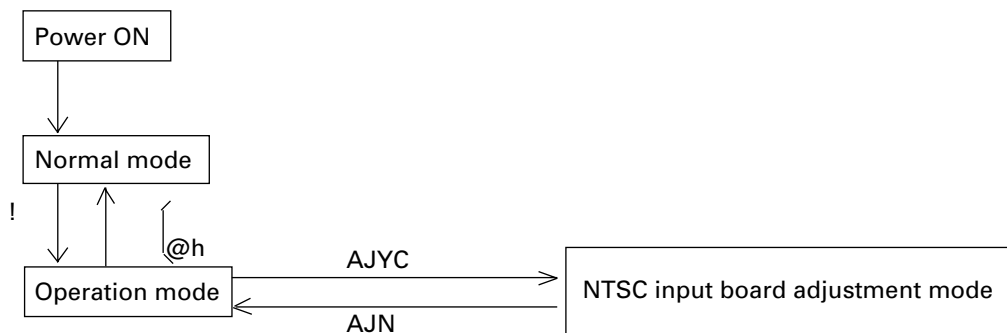 Power ON
Normal mode
!
@h
AJYC
Operation mode
NTSC input board adjustment mode
AJN